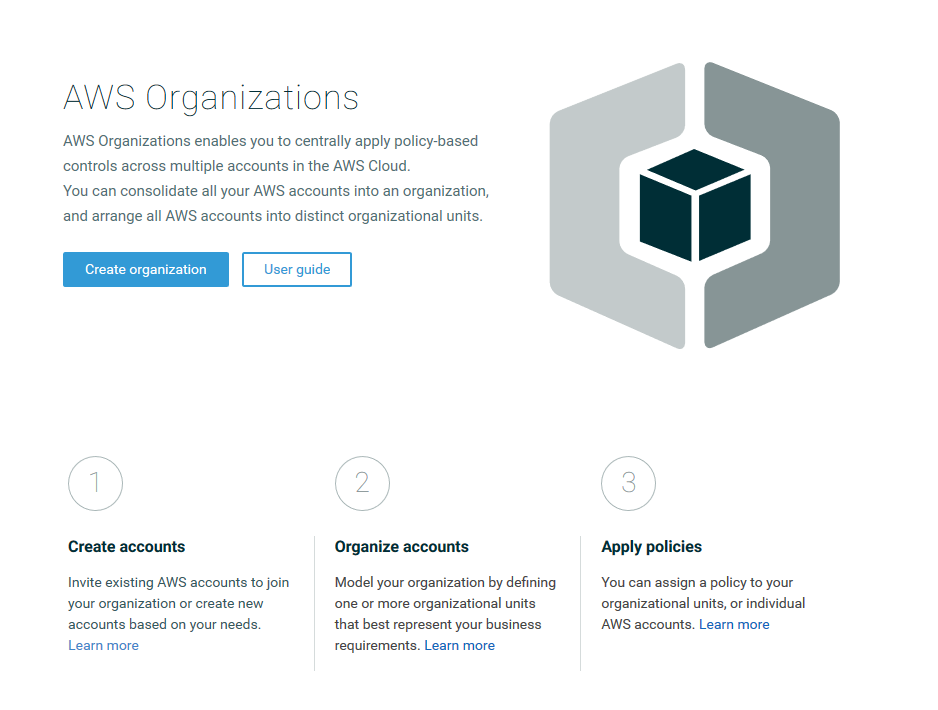 AWS Organizations
AWS Organizations enables you to centrally apply policy-based
controls across multiple accounts in the AWS Cloud.
You can consolidate all your AWS accounts into an organization,
and arrange all AWS accounts into distinct organizational units.
Create organization
User guide
1
Create accounts
Invite existing AWS accounts to join
your organization or create new
accounts based on your needs.
Learn more
2
Organize accounts
Model your organization by defining
one or more organizational units
that best represent your business
requirements. Learn more
3
Apply policies
You can assign a policy to your
organizational units, or individual
AWS accounts. Learn more